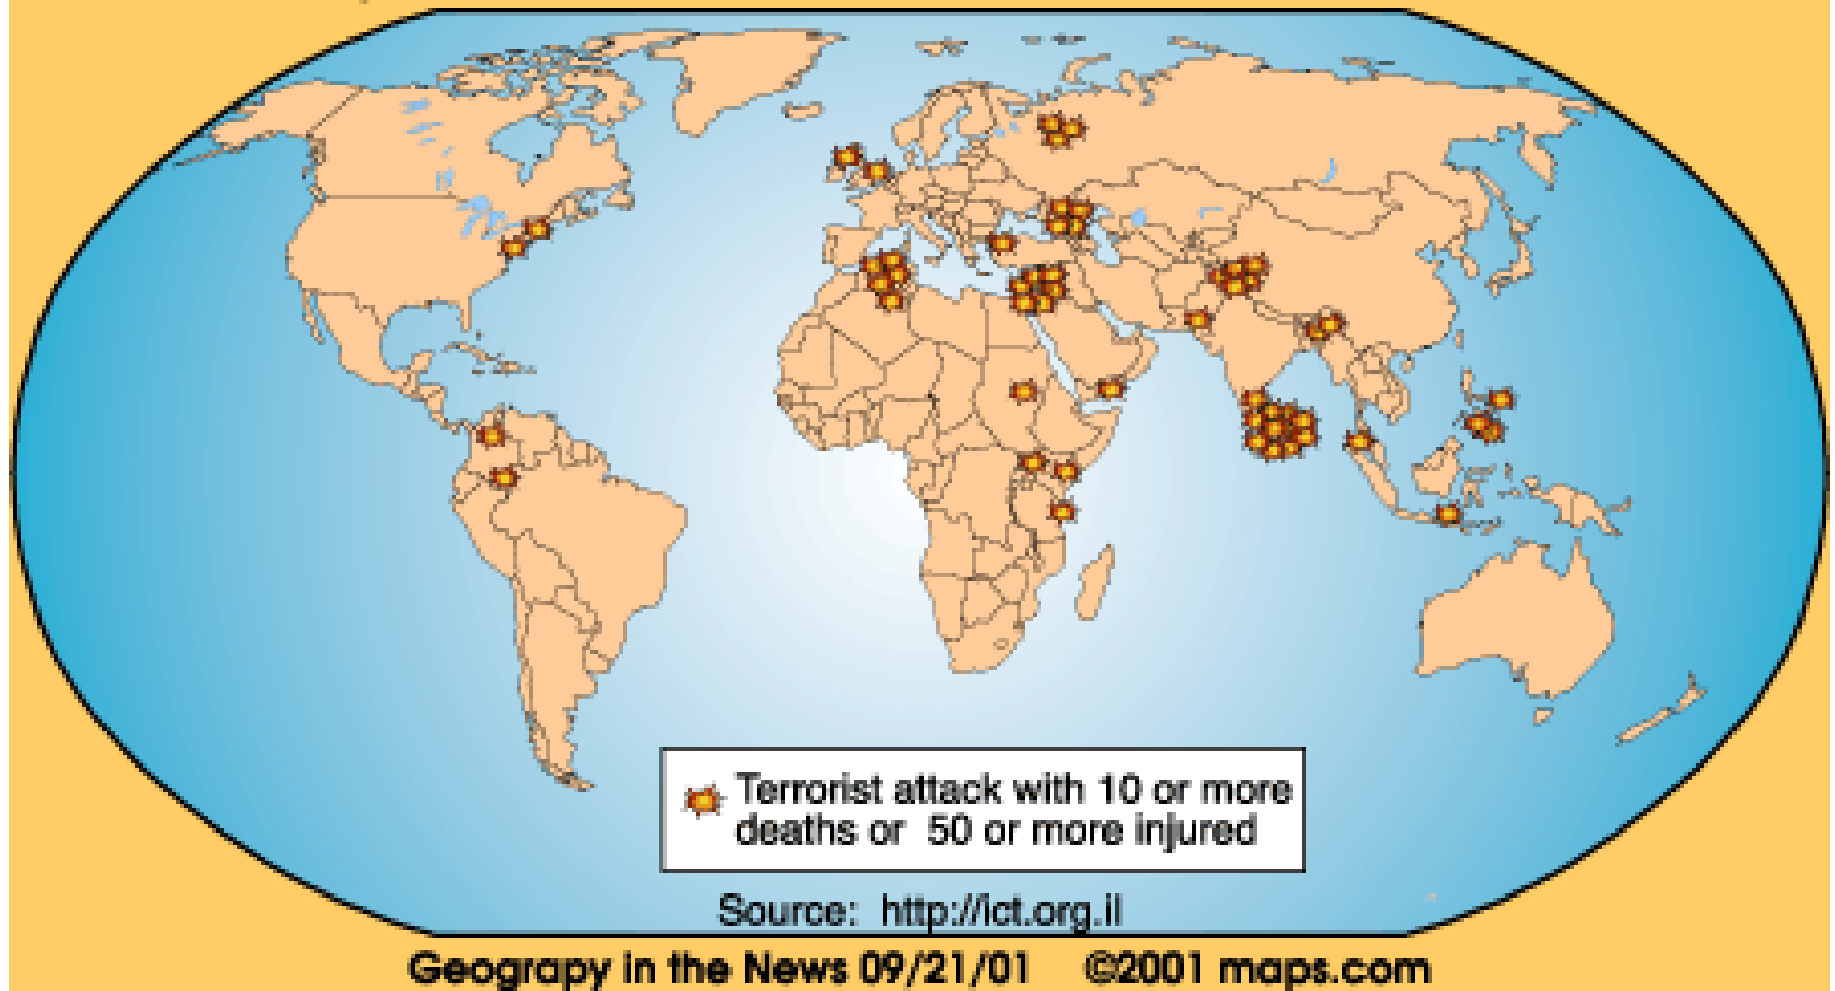 Terrorist attack with 10 or more
deaths or 50 or more injured
Source: http://ict.org.il
Geograpy in the News 09/21/01 ©2001 maps.com